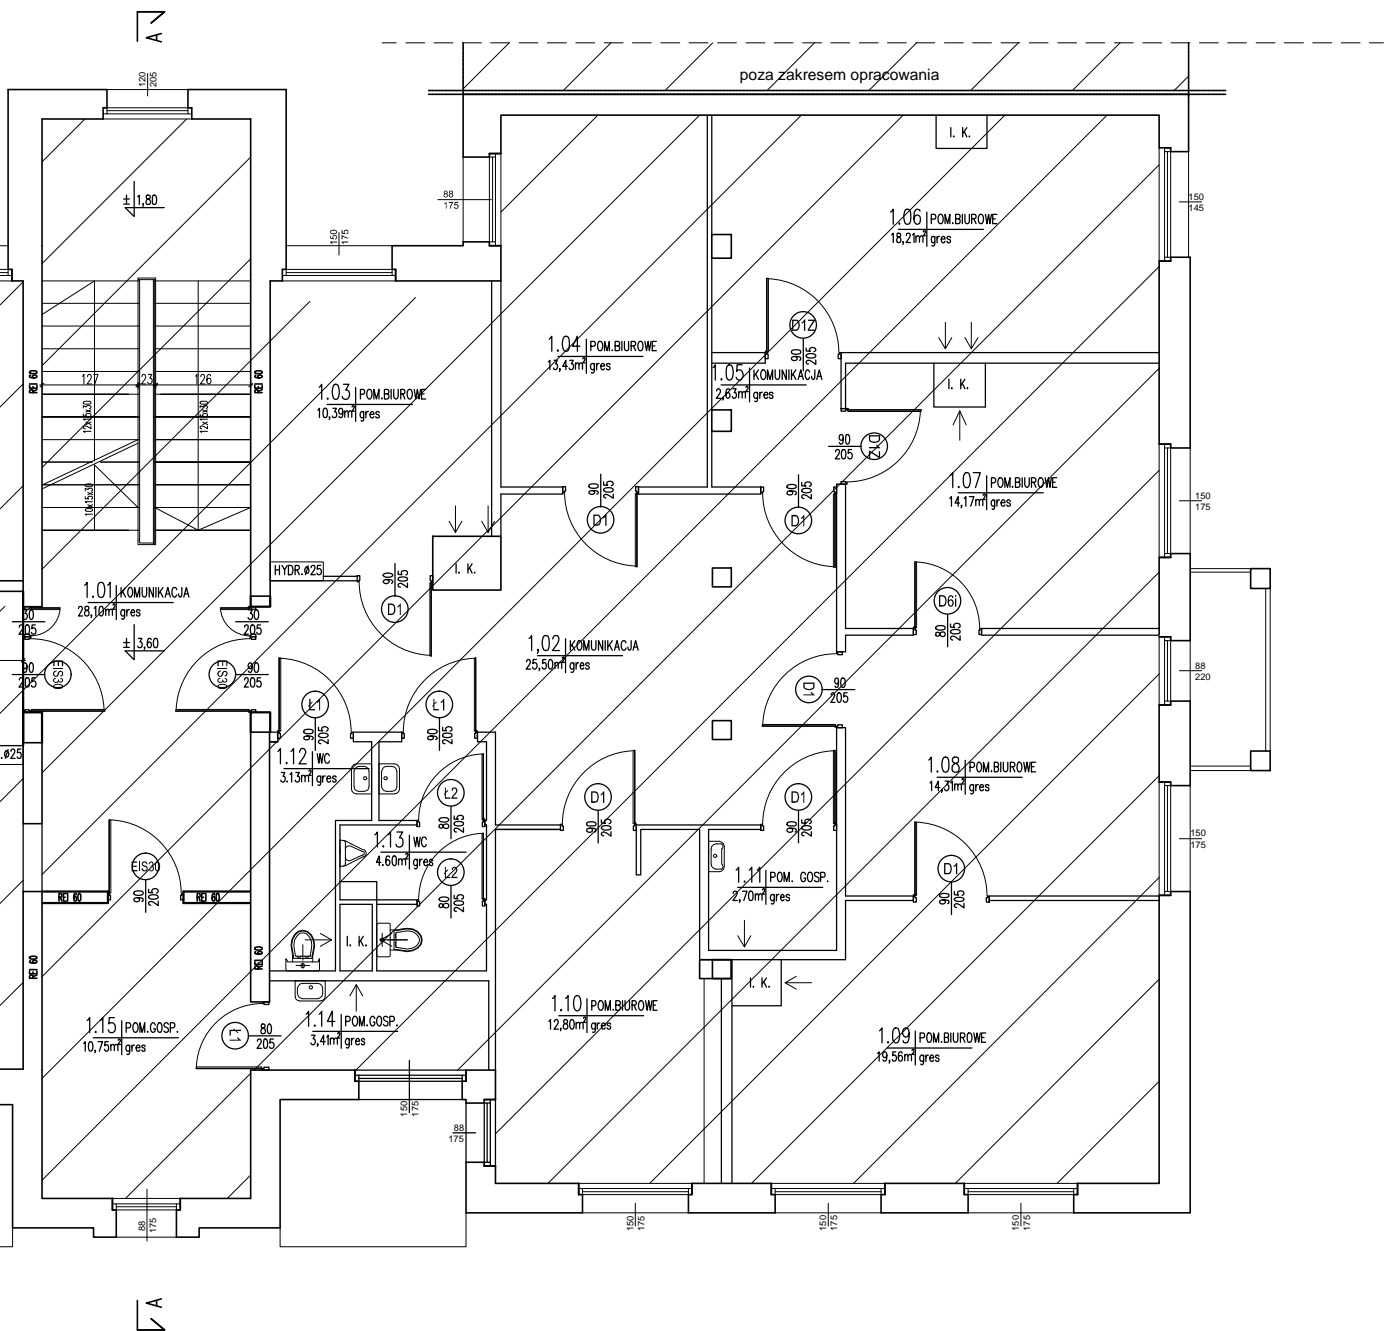 A
poza zakresem opracowania
120
205
I. K.
± 1,80
88
175
150
145
1.06 POM.BIUROWE
18,21m² gres
150
175
D1Z
90
205
1.04 POM.BIUROWE
13,43m² gres
REI 60
127
23
126
REI 60
12x15x30
12x15x30
10x15x30
1.03 POM.BIUROWE
10,39m² gres
1.05 KOMUNIKACJA
2,63m² gres
I. K.
90
205
D1Z
1.07 POM.BIUROWE
14,17m² gres
150
175
90
205
D1
90
205
D1
HYDR.ø25
90
205
D1
I. K.
1.01 KOMUNIKACJA
28,10m² gres
30
205
30
205
± 3,60
90
205
EIS30
EIS30
90
205
D6i
80
205
1,02 KOMUNIKACJA
25,50m² gres
88
220
D1
90
205
Ł1
90
205
Ł1
90
205
.ø25
1.12 WC
3.13m² gres
Ł2
80
205
D1
90
205
D1
90
205
1.08 POM.BIUROWE
14,31m² gres
150
175
1.13 WC
4.60m² gres
Ł2
80
205
EIS30
90
205
REI 60
REI 60
D1
90
205
1.11 POM. GOSP.
2,70m² gres
REI 60
REI 60
I. K.
I. K.
1.10 POM.BIUROWE
12,80m² gres
1.14 POM.GOSP.
3,41m² gres
1.15 POM.GOSP.
10,75m² gres
Ł1
80
205
1.09 POM.BIUROWE
19,56m² gres
150
175
88
175
88
175
150
175
150
175
150
175
A